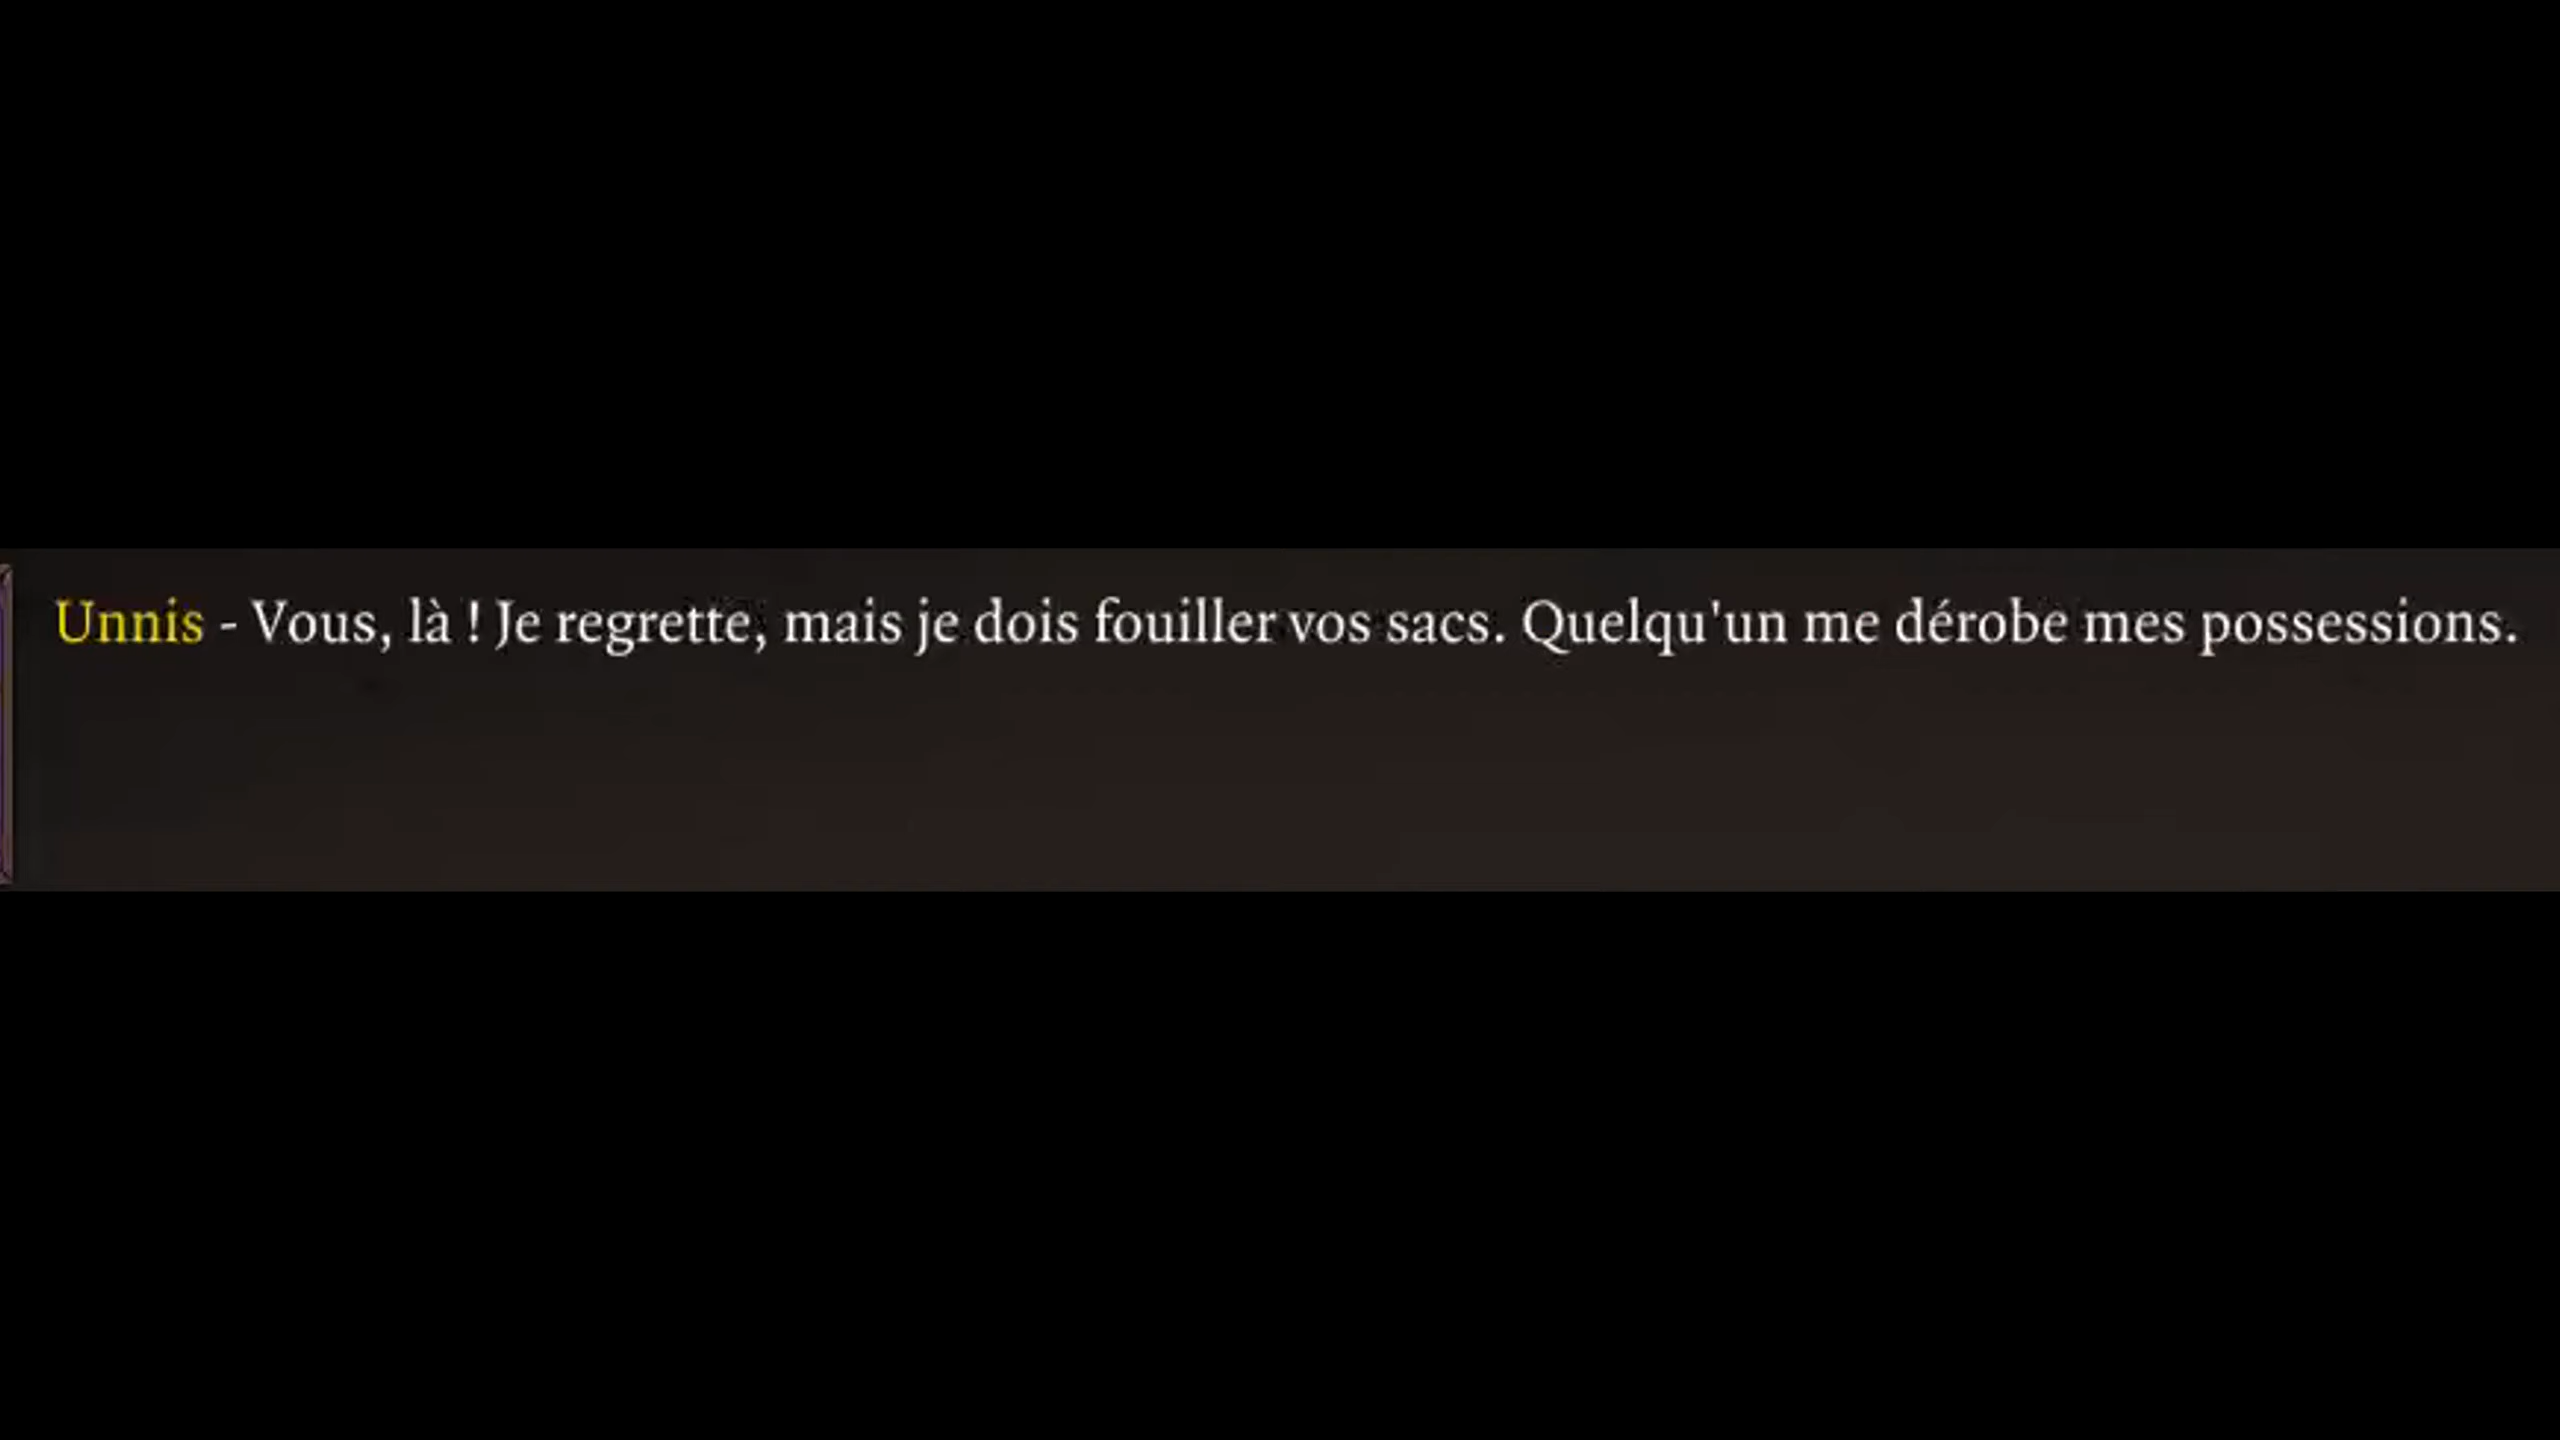 Unnis - Vous, là ! Je regrette, mais je dois fouiller vos sacs. Quelqu'un me dérobe mes possessions.